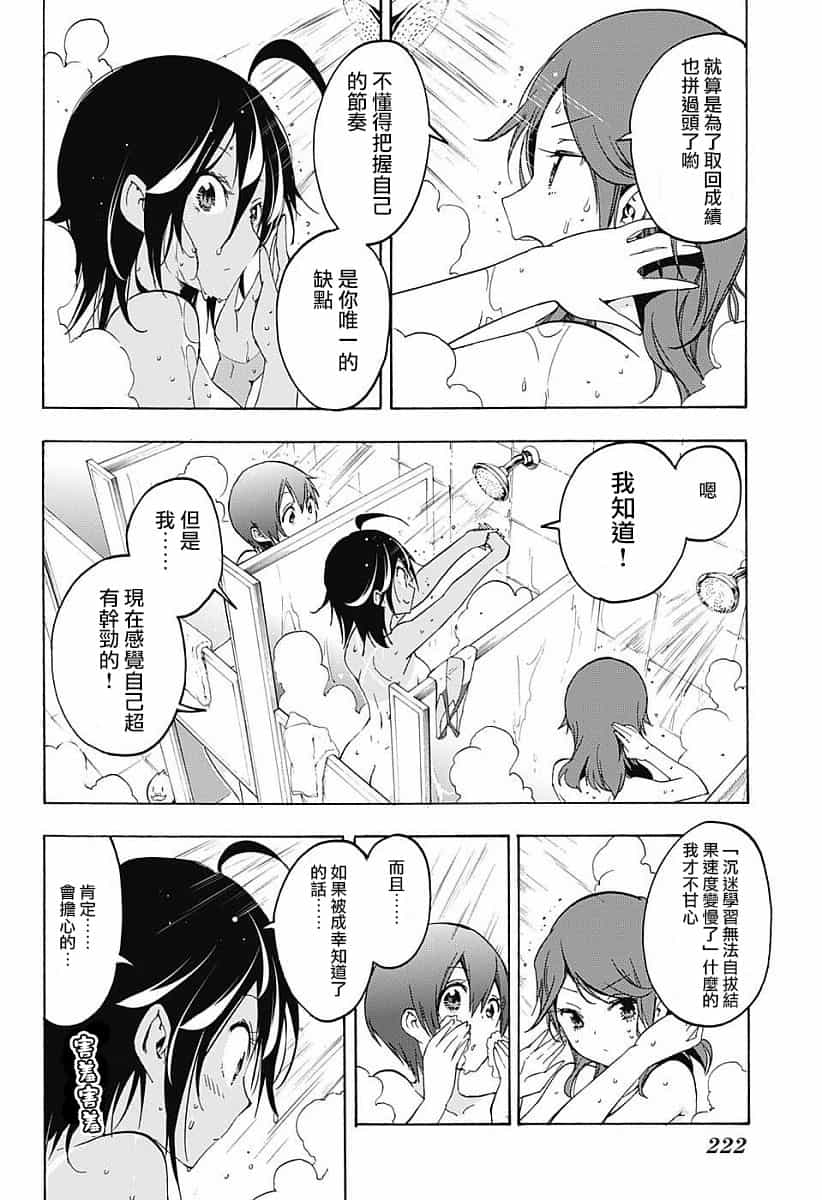 就算是為了取回成績
也拼過頭了喲
不懂得把握自己
的節奏
是你唯一的
缺點
嗯
我知道！
但是
我……
現在感覺自己超
有幹勁的！
「沉迷學習無法自拔結
果速度變慢了」什麼的
我才不甘心
而且…
如果被成幸知道了
的話……
肯定……
會擔心的…
害羞害羞
222